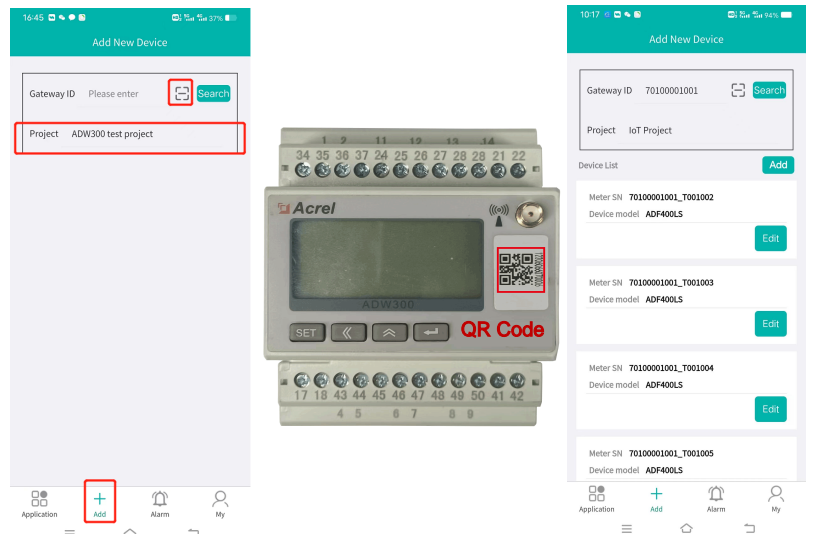 16:45
37%
Add New Device
Gateway ID Please enter Search
Project ADW300 test project
Application Add Alarm My
1 2 11 12 13 14
34 35 36 37 24 25 26 27 28 28 21 22
Acrel
ADW300
SET
QR Code
17 18 43 44 45 46 47 48 49 50 41 42
4 5 6 7 8 9
10:17
94%
Add New Device
Gateway ID 70100001001 Search
Project IoT Project
Device List Add
Meter SN 70100001001_T001002
Device model ADF400LS
Edit
Meter SN 70100001001_T001003
Device model ADF400LS
Edit
Meter SN 70100001001_T001004
Device model ADF400LS
Edit
Meter SN 70100001001_T001005
Device model ADF400LS
Application Add Alarm My